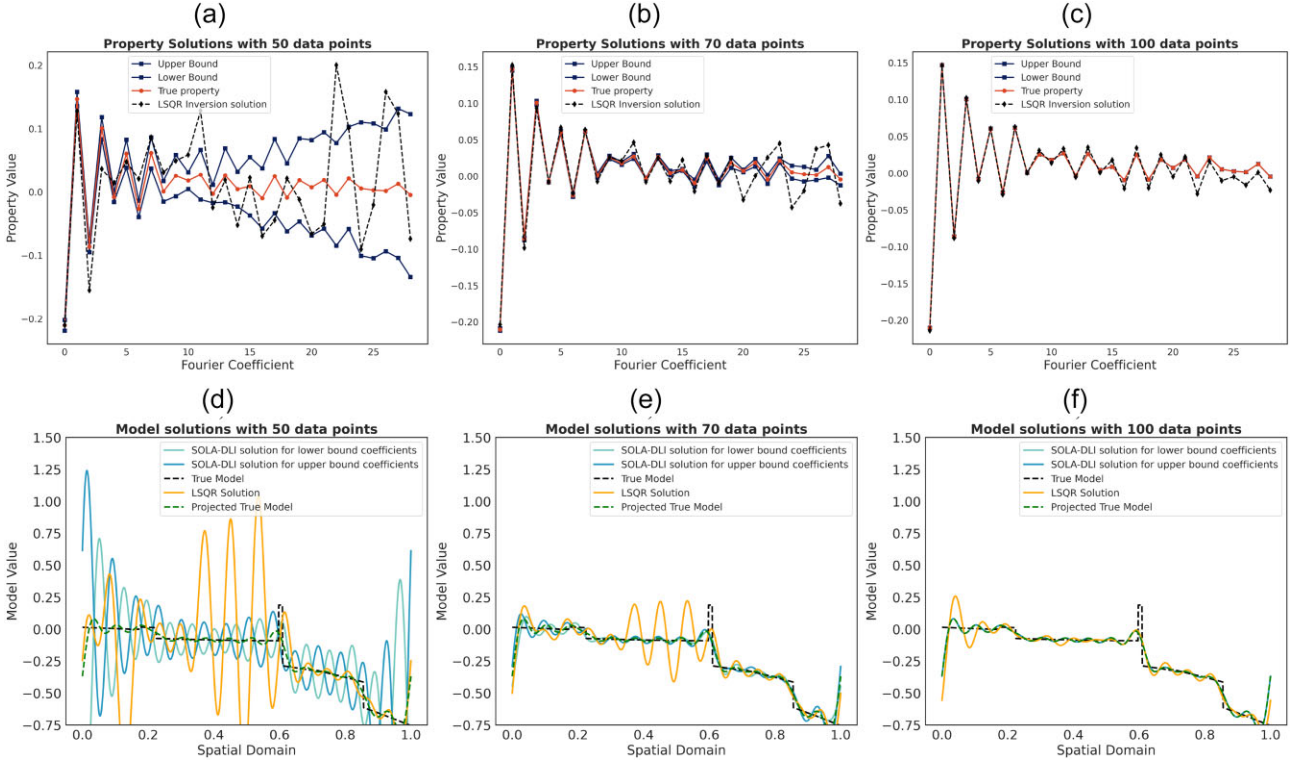 (a)
Property Solutions with 50 data points
Upper Bound
Lower Bound
True property
LSQR Inversion solution
0.2
0.1
0.0
−0.1
−0.2
Property Value
0 5 10 15 20 25
Fourier Coefficient
(b)
Property Solutions with 70 data points
Upper Bound
Lower Bound
True property
LSQR Inversion solution
0.15
0.10
0.05
0.00
−0.05
−0.10
−0.15
−0.20
Property Value
0 5 10 15 20 25
Fourier Coefficient
(c)
Property Solutions with 100 data points
Upper Bound
Lower Bound
True property
LSQR Inversion solution
0.15
0.10
0.05
0.00
−0.05
−0.10
−0.15
−0.20
Property Value
0 5 10 15 20 25
Fourier Coefficient
(d)
Model solutions with 50 data points
SOLA-DLI solution for lower bound coefficients
SOLA-DLI solution for upper bound coefficients
True Model
LSQR Solution
Projected True Model
1.50
1.25
1.00
0.75
0.50
0.25
0.00
−0.25
−0.50
−0.75
Model Value
0.0 0.2 0.4 0.6 0.8 1.0
Spatial Domain
(e)
Model solutions with 70 data points
SOLA-DLI solution for lower bound coefficients
SOLA-DLI solution for upper bound coefficients
True Model
LSQR Solution
Projected True Model
1.50
1.25
1.00
0.75
0.50
0.25
0.00
−0.25
−0.50
−0.75
Model Value
0.0 0.2 0.4 0.6 0.8 1.0
Spatial Domain
(f)
Model solutions with 100 data points
SOLA-DLI solution for lower bound coefficients
SOLA-DLI solution for upper bound coefficients
True Model
LSQR Solution
Projected True Model
1.50
1.25
1.00
0.75
0.50
0.25
0.00
−0.25
−0.50
−0.75
Model Value
0.0 0.2 0.4 0.6 0.8 1.0
Spatial Domain